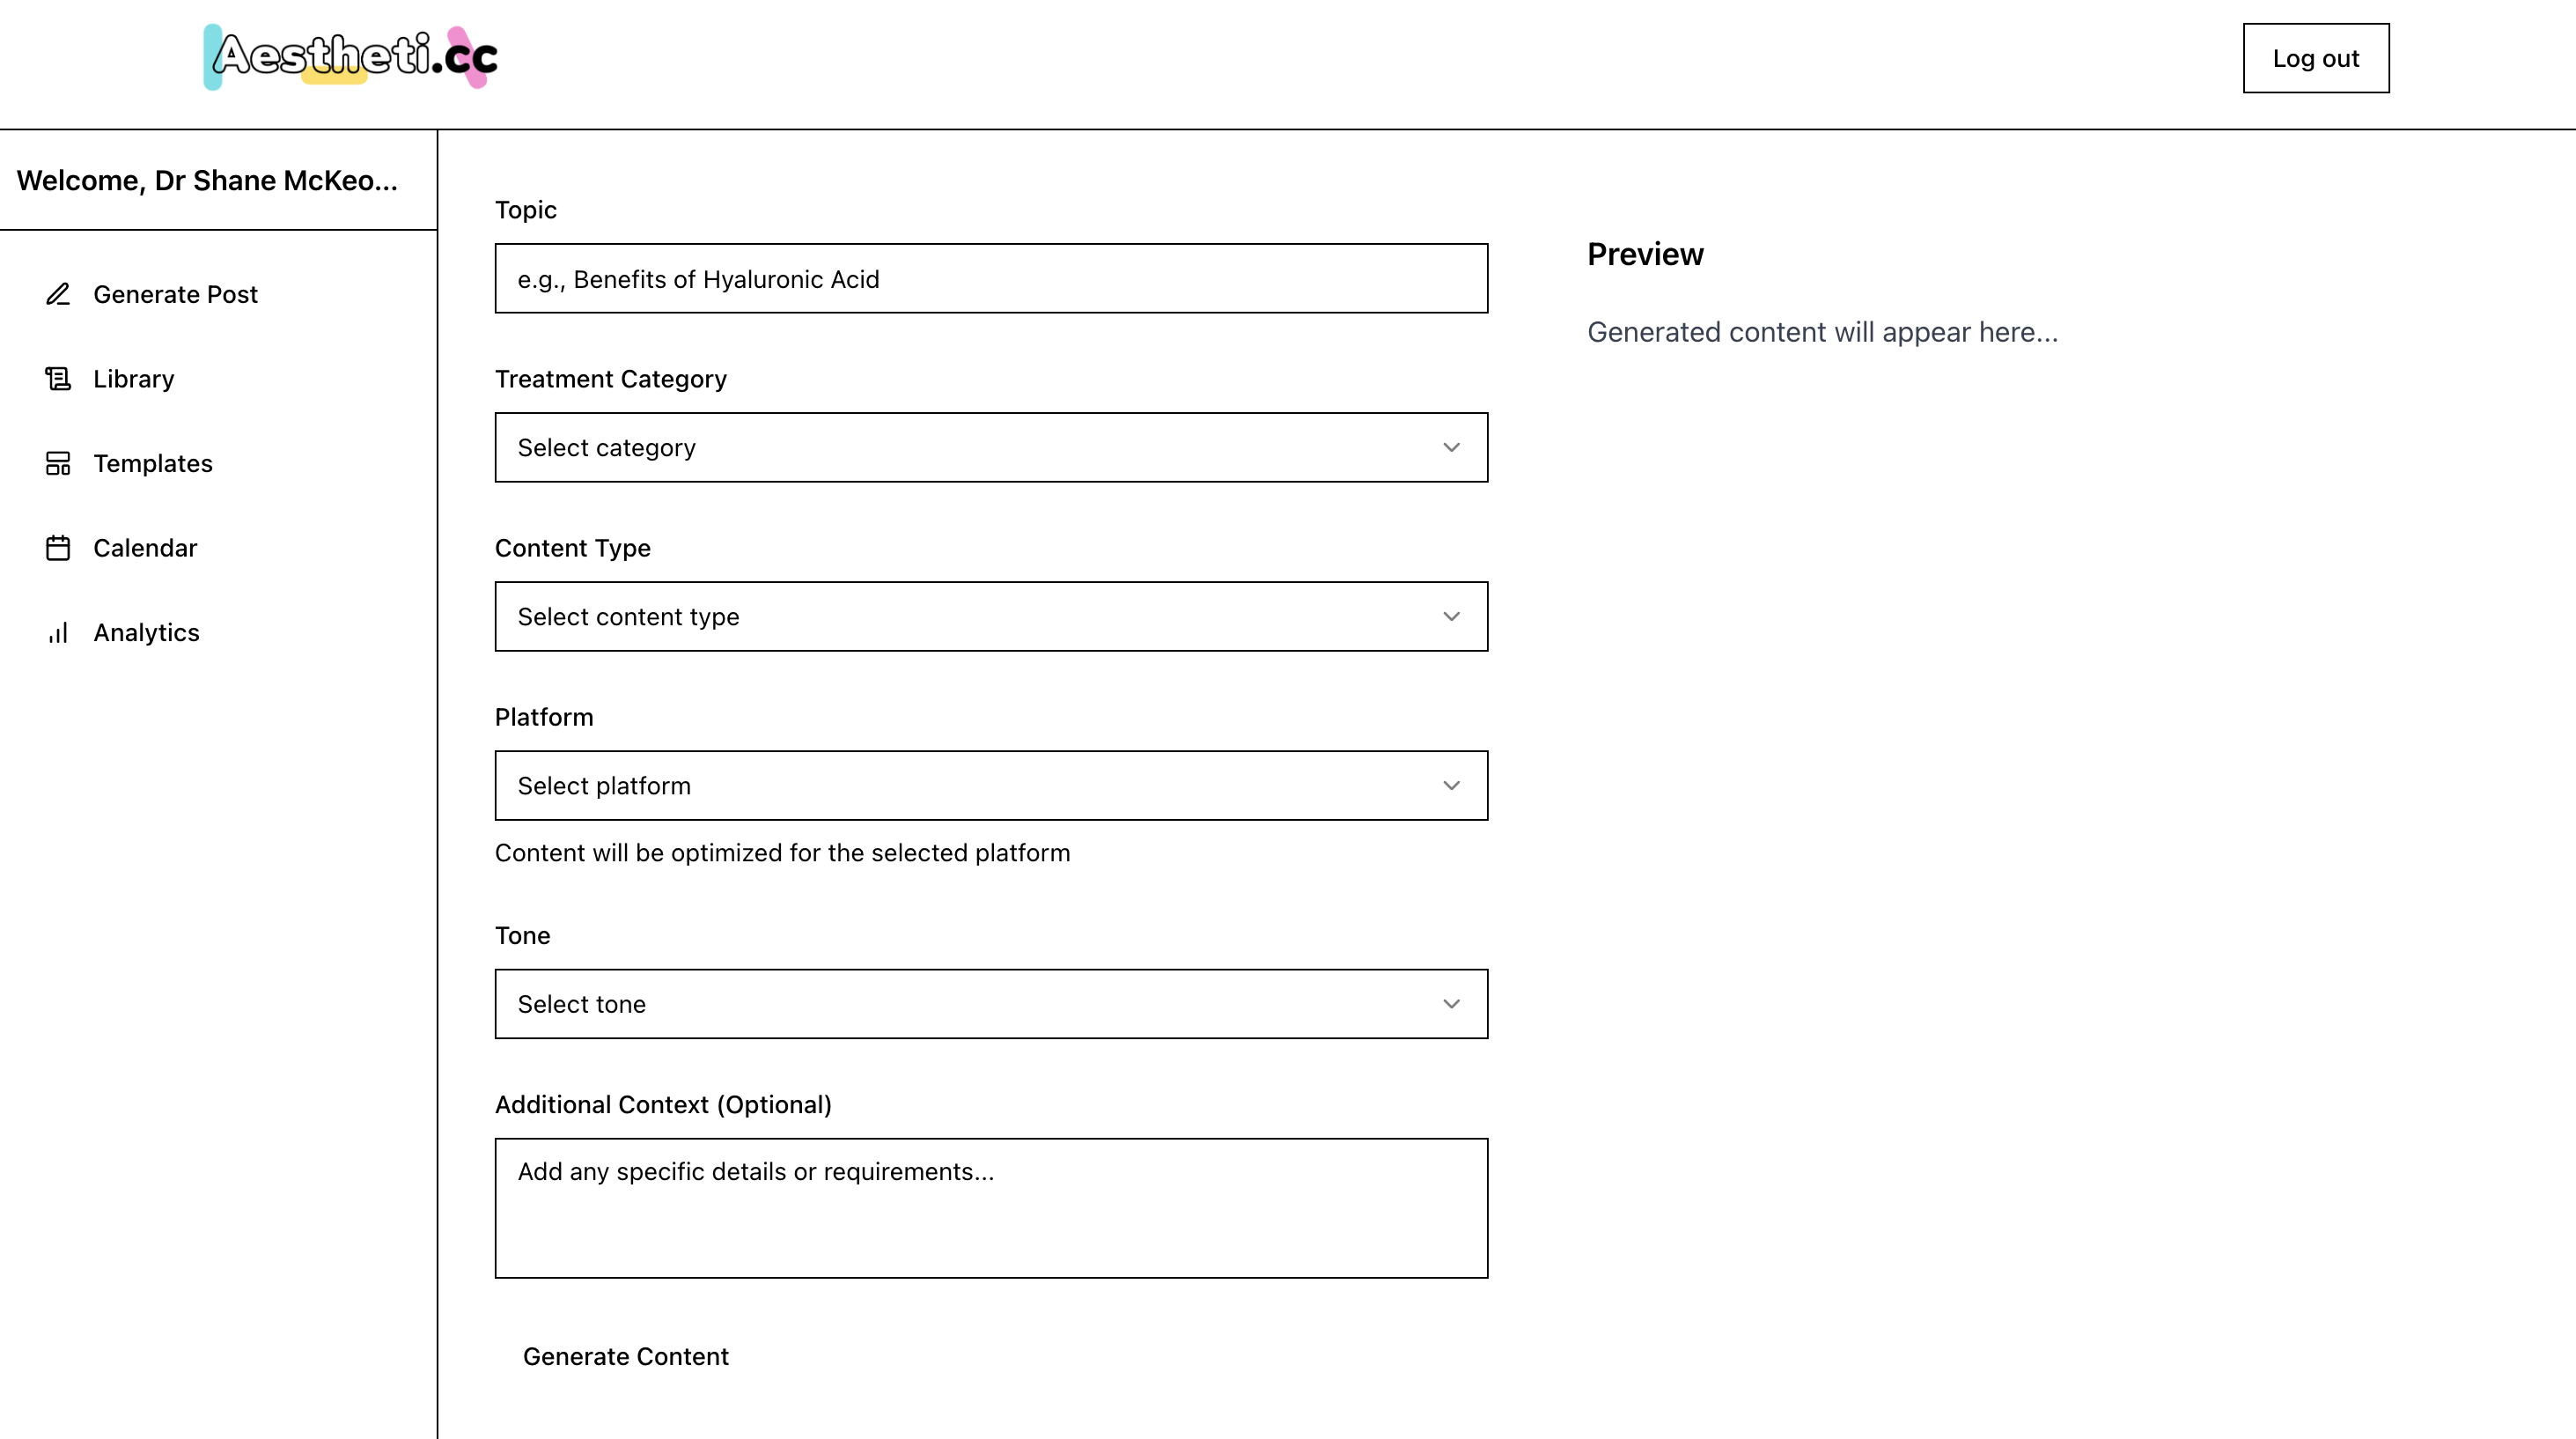 Aestheti.cc
Log out
Welcome, Dr Shane McKeo...
Generate Post
Library
Templates
Calendar
Analytics
Topic
e.g., Benefits of Hyaluronic Acid
Treatment Category
Select category
Content Type
Select content type
Platform
Select platform
Content will be optimized for the selected platform
Tone
Select tone
Additional Context (Optional)
Add any specific details or requirements...
Generate Content
Preview
Generated content will appear here...